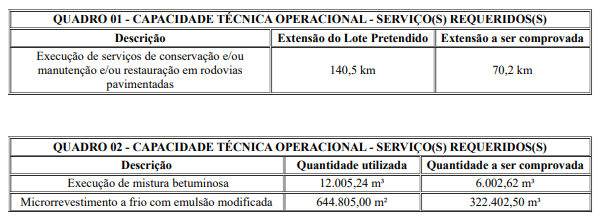 QUADRO 01 - CAPACIDADE TÉCNICA OPERACIONAL - SERVIÇO(S) REQUERIDOS(S)
Descrição Extensão do Lote Pretendido Extensão a ser comprovada
Execução de serviços de conservação e/ou
manutenção e/ou restauração em rodovias
pavimentadas
140,5 km 70,2 km
QUADRO 02 - CAPACIDADE TÉCNICA OPERACIONAL - SERVIÇO(S) REQUERIDOS(S)
Descrição Quantidade utilizada Quantidade a ser comprovada
Execução de mistura betuminosa 12.005,24 m³ 6.002,62 m³
Microrrevestimento a frio com emulsão modificada 644.805,00 m² 322.402,50 m³